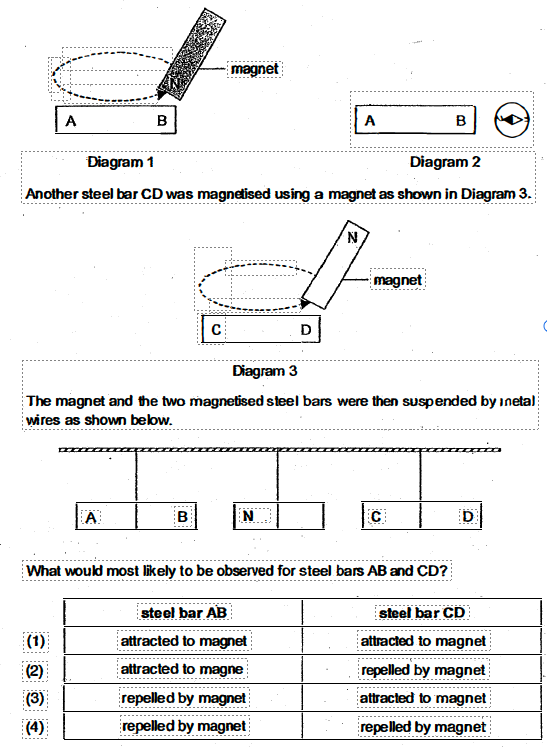 N
magnet
A B
A B
Diagram 1 Diagram 2
Another steel bar CD was magnetised using a magnet as shown in Diagram 3.
N
magnet
C D
Diagram 3
The magnet and the two magnetised steel bars were then suspended by metal
wires as shown below.
A B N C D
What would most likely to be observed for steel bars AB and CD?
steel bar AB steel bar CD
(1) attracted to magnet attracted to magnet
(2) attracted to magne repelled by magnet
(3) repelled by magnet attracted to magnet
(4) repelled by magnet repelled by magnet